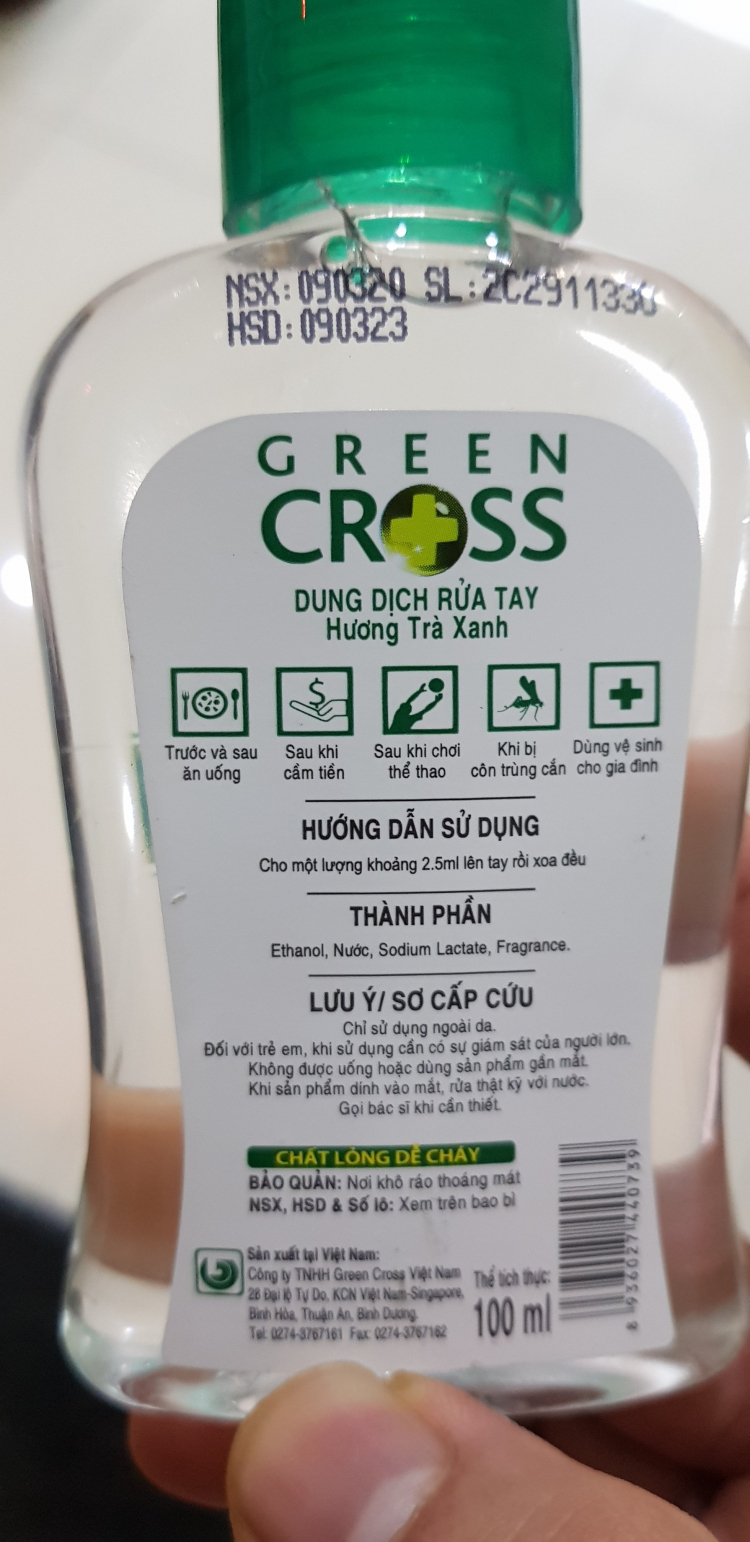 NSX: 090320 SL: 2C2911330
HSD: 090323
GREEN
CROSS
DUNG DỊCH RỬA TAY
Hương Trà Xanh
Trước và sau ăn uống
Sau khi cầm tiền
Sau khi chơi thể thao
Khi bị côn trùng cắn
Dùng vệ sinh cho gia đình
HƯỚNG DẪN SỬ DỤNG
Cho một lượng khoảng 2.5ml lên tay rồi xoa đều
THÀNH PHẦN
Ethanol, Nước, Sodium Lactate, Fragrance.
LƯU Ý/ SƠ CẤP CỨU
Chỉ sử dụng ngoài da.
Đối với trẻ em, khi sử dụng cần có sự giám sát của người lớn.
Không được uống hoặc dùng sản phẩm gần mắt.
Khi sản phẩm dính vào mắt, rửa thật kỹ với nước.
Gọi bác sĩ khi cần thiết.
CHẤT LỎNG DỄ CHÁY
BẢO QUẢN: Nơi khô ráo thoáng mát
NSX, HSD & Số lô: Xem trên bao bì
Sản xuất tại Việt Nam:
Công ty TNHH Green Cross Việt Nam
26 Đại lộ Tự Do, KCN Việt Nam-Singapore,
Bình Hòa, Thuận An, Bình Dương.
Tel: 0274-3767161 Fax: 0274-3767162
Thể tích thực:
100 ml
8 936027 440739